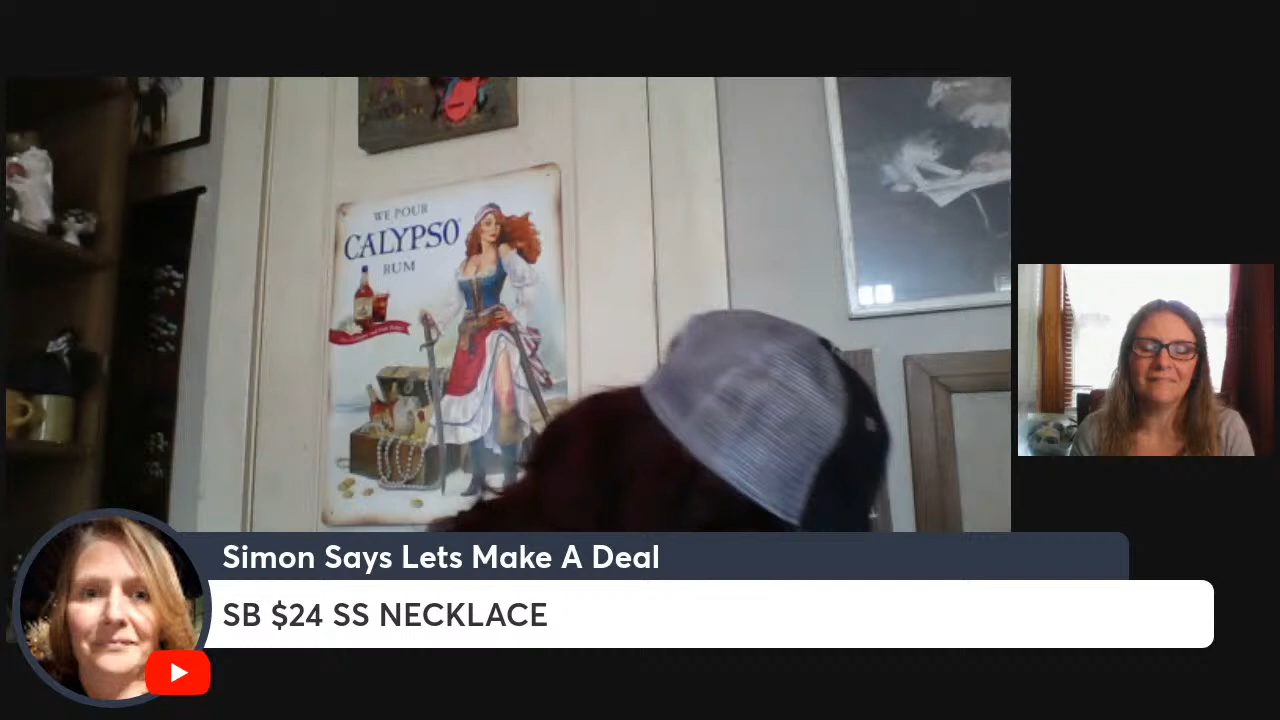 WE POUR
CALYPSO
RUM
Simon Says Lets Make A Deal
SB $24 SS NECKLACE